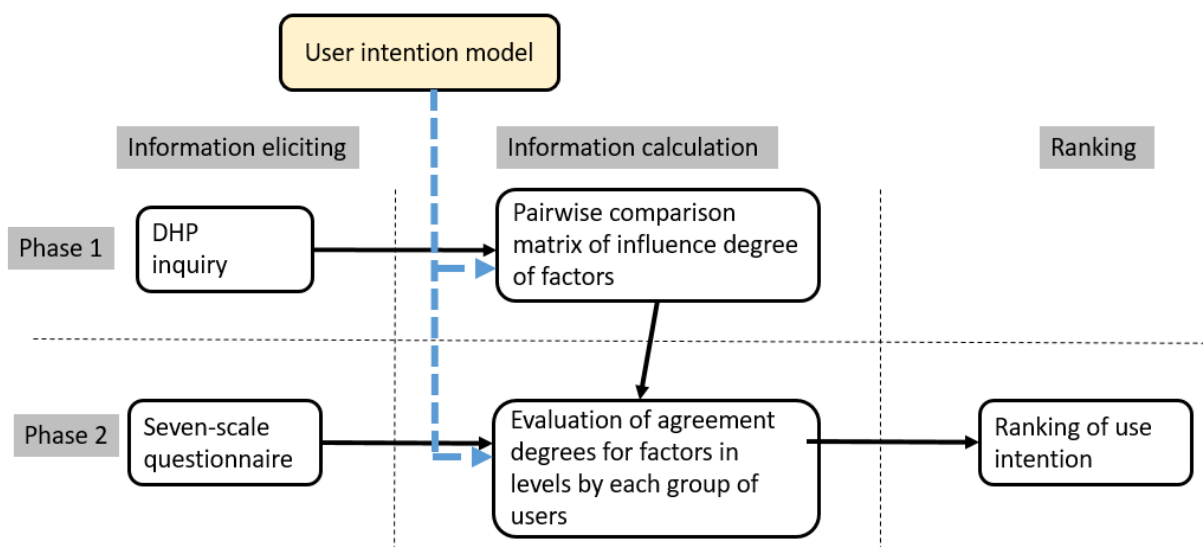 User intention model
Information eliciting
Information calculation
Ranking
Phase 1
DHP
inquiry
Pairwise comparison
matrix of influence degree
of factors
Phase 2
Seven-scale
questionnaire
Evaluation of agreement
degrees for factors in
levels by each group of
users
Ranking of use
intention